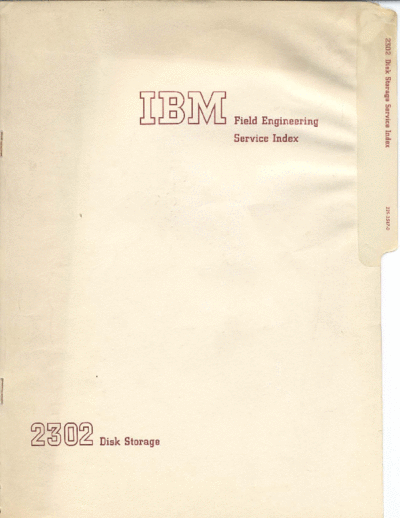 IBM Field Engineering
Service Index
2302 Disk Storage
2302 Disk Storage Service Index